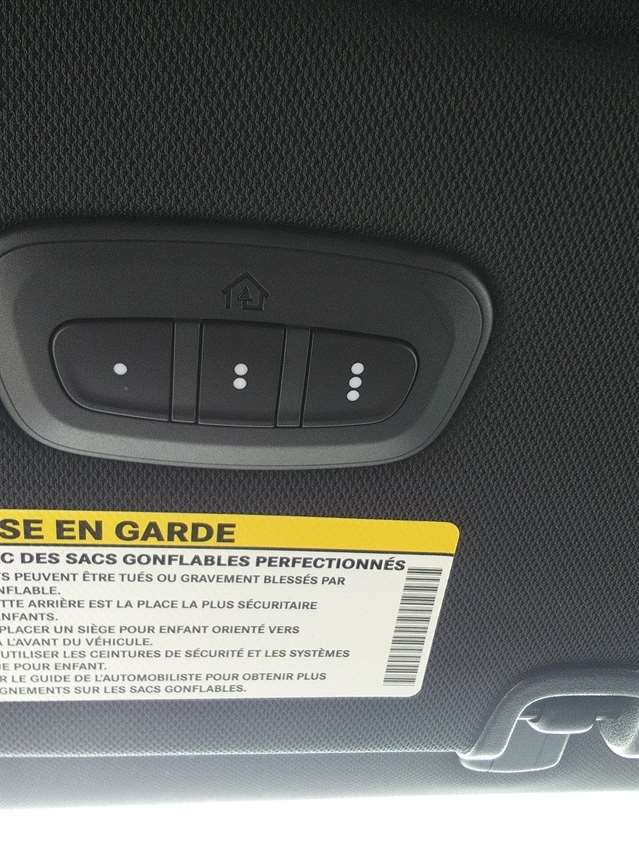 SE EN GARDE
C DES SACS GONFLABLES PERFECTIONNÉS
S PEUVENT ÊTRE TUÉS OU GRAVEMENT BLESSÉS PAR
NFLABLE.
TTE ARRIÈRE EST LA PLACE LA PLUS SÉCURITAIRE
NFANTS.
PLACER UN SIÈGE POUR ENFANT ORIENTÉ VERS
L'AVANT DU VÉHICULE.
UTILISER LES CEINTURES DE SÉCURITÉ ET LES SYSTÈMES
E POUR ENFANT.
R LE GUIDE DE L'AUTOMOBILISTE POUR OBTENIR PLUS
GNEMENTS SUR LES SACS GONFLABLES.